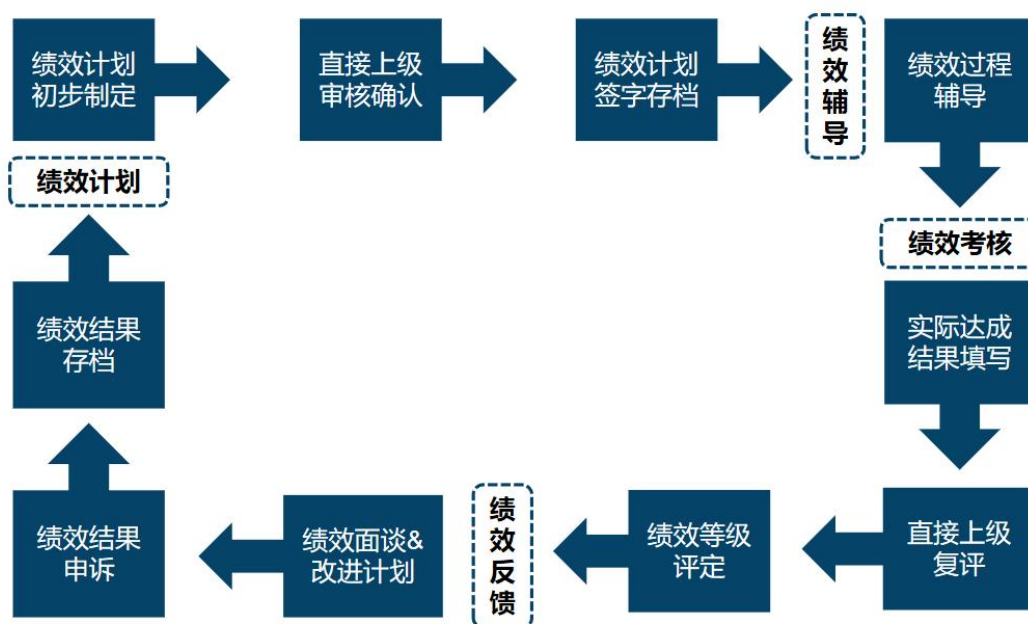 绩效计划
初步制定
直接上级
审核确认
绩效计划
签字存档
绩效辅导
绩效过程
辅导
绩效计划
绩效考核
绩效结果
存档
实际达成
结果填写
绩效结果
申诉
绩效面谈&
改进计划
绩效反馈
绩效等级
评定
直接上级
复评